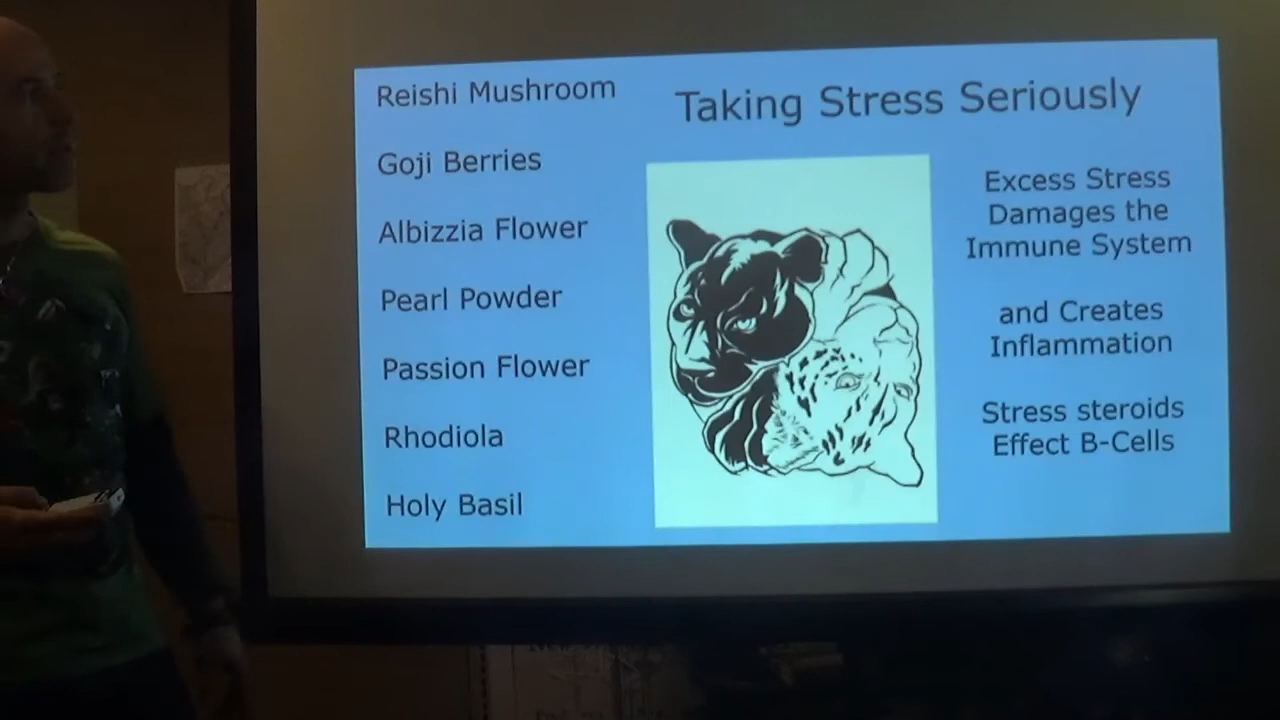 Taking Stress Seriously
Reishi Mushroom
Goji Berries
Albizzia Flower
Pearl Powder
Passion Flower
Rhodiola
Holy Basil
Excess Stress
Damages the
Immune System
and Creates
Inflammation
Stress steroids
Effect B-Cells